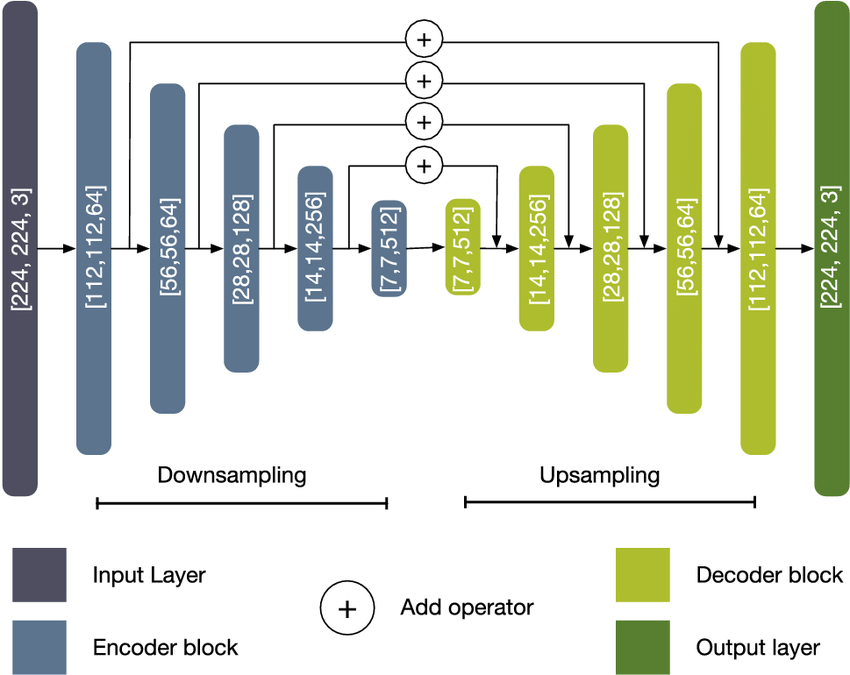 [224, 224, 3]
[112,112,64]
[56,56,64]
[28,28,128]
[14,14,256]
[7,7,512]
[7,7,512]
[14,14,256]
[28,28,128]
[56,56,64]
[112,112,64]
[224, 224, 3]
+
+
+
+
Downsampling
Upsampling
Input Layer
Encoder block
+
Add operator
Decoder block
Output layer